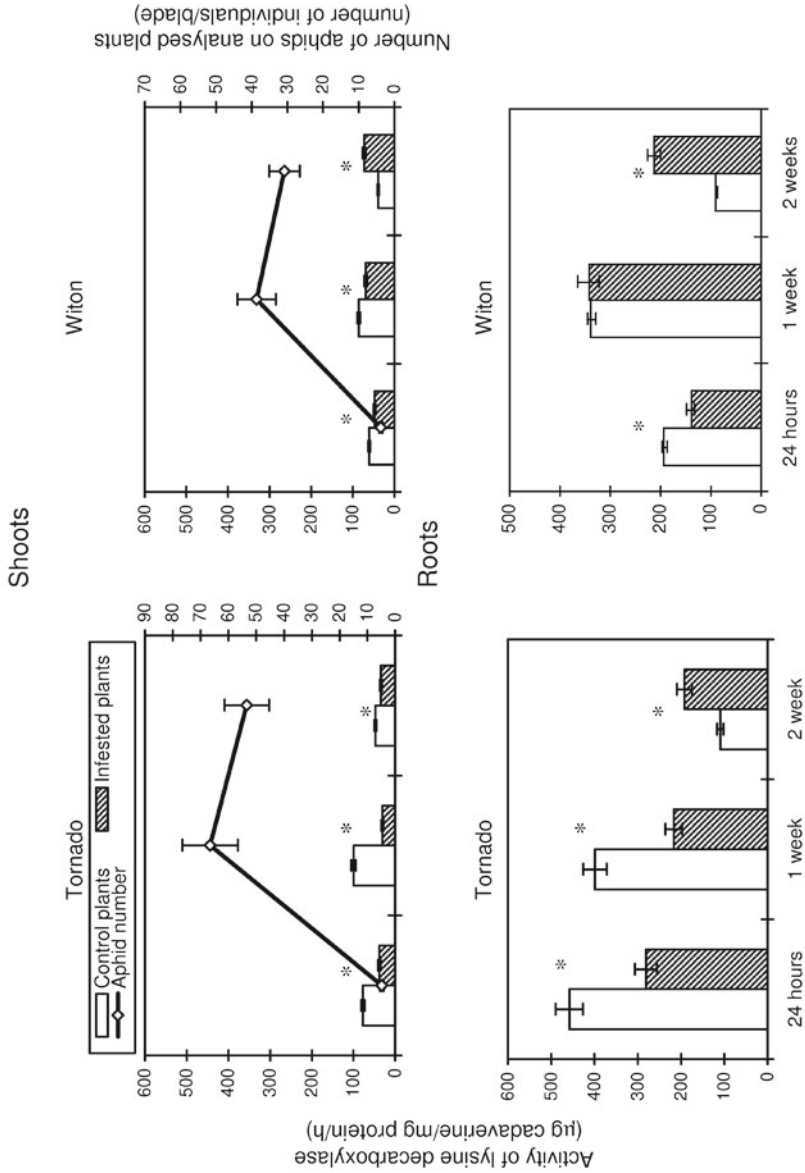 Shoots
Tornado
Witon
Control plants
Infested plants
Aphid number
600
500
400
300
200
100
0
90
80
70
60
50
40
30
20
10
0
*
*
*
600
500
400
300
200
100
0
70
60
50
40
30
20
10
0
*
*
*
Number of aphids on analysed plants
(number of individuals/blade)
Activity of lysine decarboxylase
(µg cadaverine/mg protein/h)
Roots
Tornado
Witon
600
500
400
300
200
100
0
*
*
*
24 hours
1 week
2 week
500
400
300
200
100
0
*
*
24 hours
1 week
2 weeks